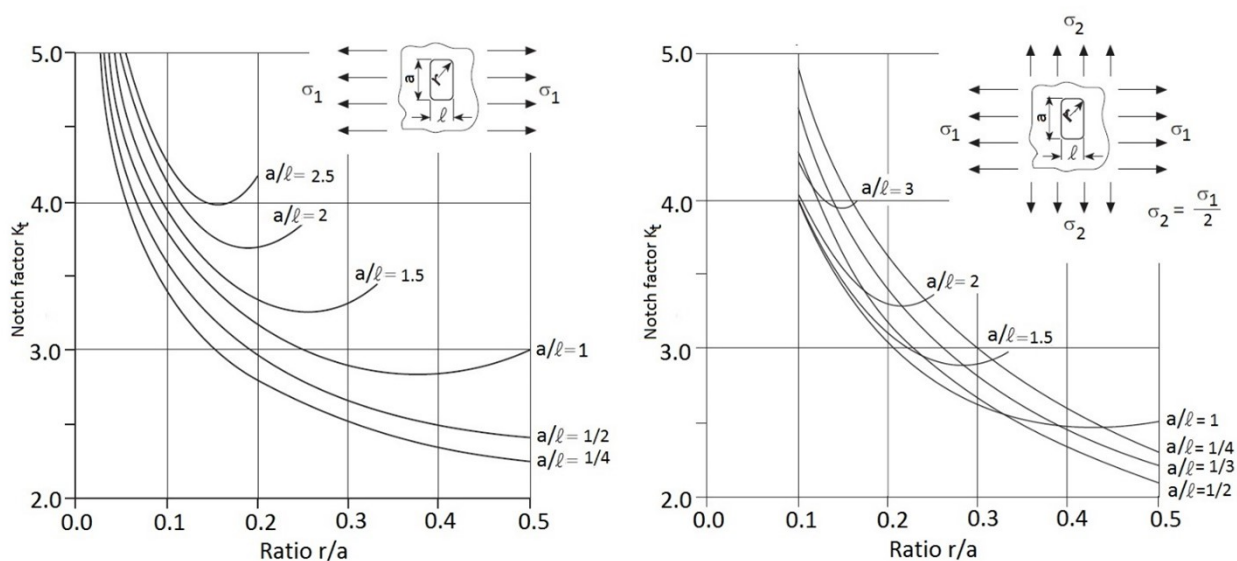 5.0
4.0
3.0
2.0
Notch factor Kt
0.0
0.1
0.2
0.3
0.4
0.5
Ratio r/a
σ1
σ1
a
r
ℓ
a/ℓ = 2.5
a/ℓ = 2
a/ℓ = 1.5
a/ℓ = 1
a/ℓ = 1/2
a/ℓ = 1/4
5.0
4.0
3.0
2.0
Notch factor Kt
0.0
0.1
0.2
0.3
0.4
0.5
Ratio r/a
σ2
σ1
σ1
a
r
ℓ
σ2
σ2 = σ1/2
a/ℓ = 3
a/ℓ = 2
a/ℓ = 1.5
a/ℓ = 1
a/ℓ = 1/4
a/ℓ = 1/3
a/ℓ = 1/2